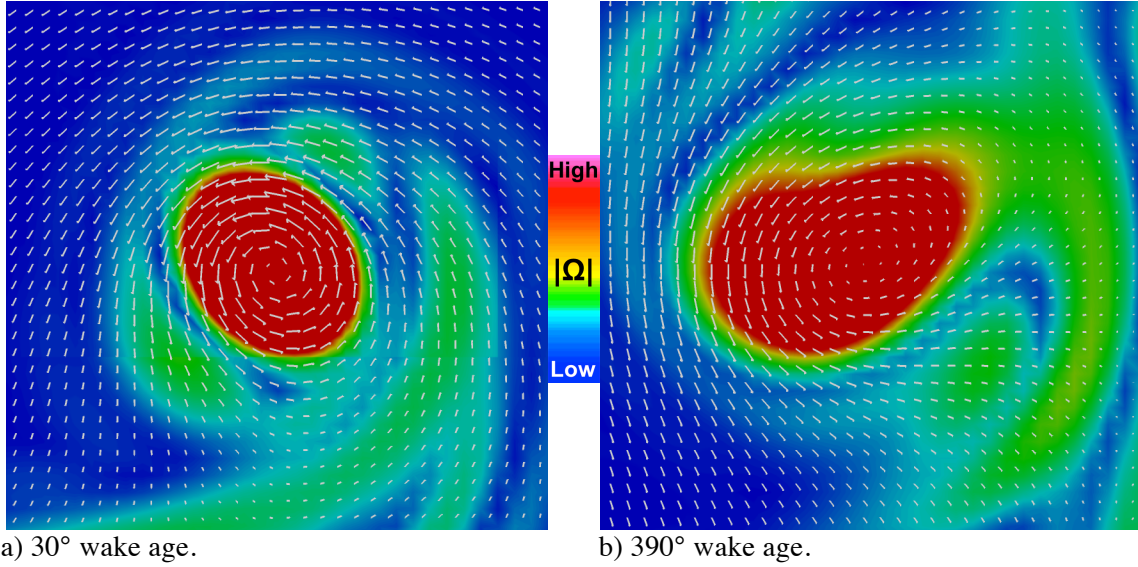 High
|Ω|
Low
a) 30° wake age.
b) 390° wake age.